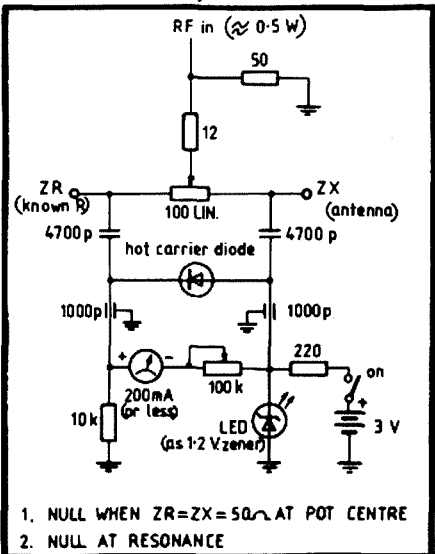 RF in (≈ 0·5 W)
50
12
ZR
(known R)
100 LIN.
ZX
(antenna)
4700 p
4700 p
hot carrier diode
1000p
1000p
+
-
200mA
(or less)
100k
220
on
+
10k
LED
(as 1·2 V. zener)
3 V
1. NULL WHEN ZR=ZX=50Ω AT POT CENTRE
2. NULL AT RESONANCE